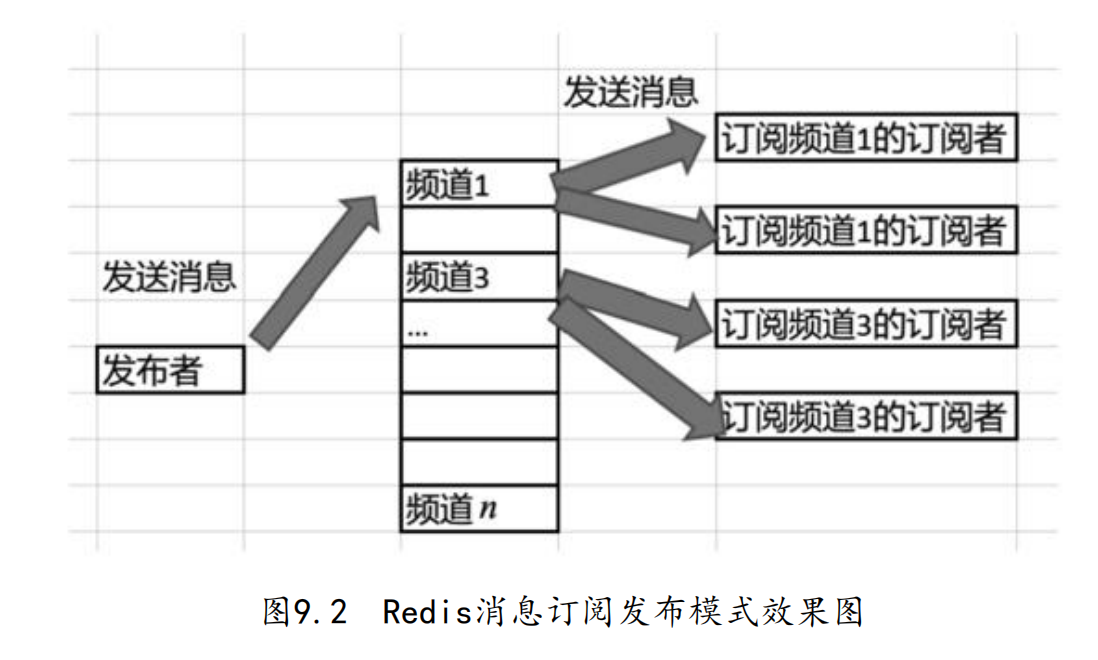 发送消息
订阅频道1的订阅者
频道1
订阅频道1的订阅者
发送消息
频道3
订阅频道3的订阅者
...
发布者
订阅频道3的订阅者
频道 n
图9.2 Redis消息订阅发布模式效果图